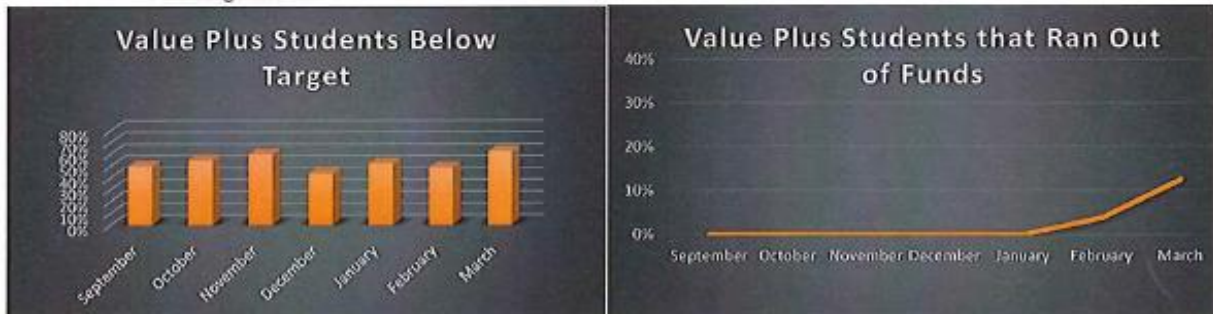 Value Plus Students Below
Target
80%
70%
60%
50%
40%
30%
20%
10%
0%
September
October
November
December
January
February
March
Value Plus Students that Ran Out
of Funds
40%
30%
20%
10%
0%
September October November December January February March